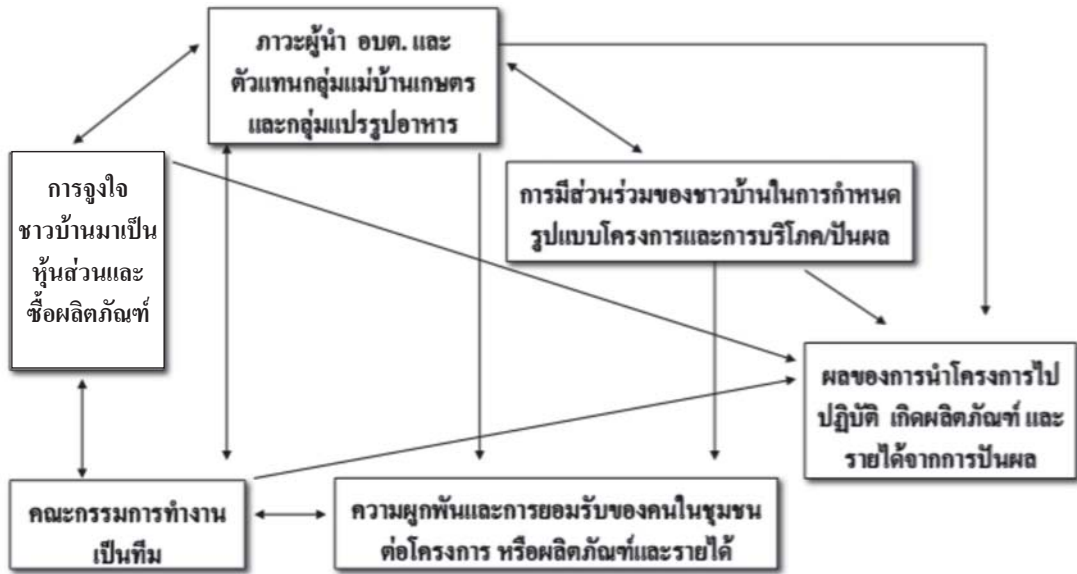 ภาวะผู้นำ อบต. และ
ตัวแทนกลุ่มแม่บ้านเกษตร
และกลุ่มแปรรูปอาหาร
การจูงใจ
ชาวบ้านมาเป็น
หุ้นส่วนและ
ซื้อผลิตภัณฑ์
การมีส่วนร่วมของชาวบ้านในการกำหนด
รูปแบบโครงการและการบริโภค/ปันผล
ผลของการนำโครงการไป
ปฏิบัติ เกิดผลิตภัณฑ์ และ
รายได้จากการปันผล
คณะกรรมการทำงาน
เป็นทีม
ความผูกพันและการยอมรับของคนในชุมชน
ต่อโครงการ หรือผลิตภัณฑ์และรายได้